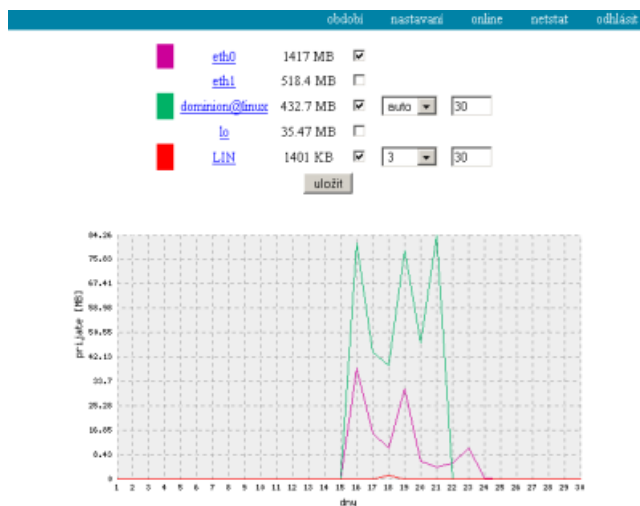 období nastavaní online netstat odhlásit
eth0 1417 MB
eth1 518.4 MB
dominion@linux 432.7 MB auto 30
lo 35.47 MB
LIN 1401 KB 3 30
uložit
84.26
75.83
67.41
58.98
50.55
42.13
33.7
25.28
16.85
8.43
0
prijate [MB]
1 2 3 4 5 6 7 8 9 10 11 12 13 14 15 16 17 18 19 20 21 22 23 24 25 26 27 28 29 30
dnu